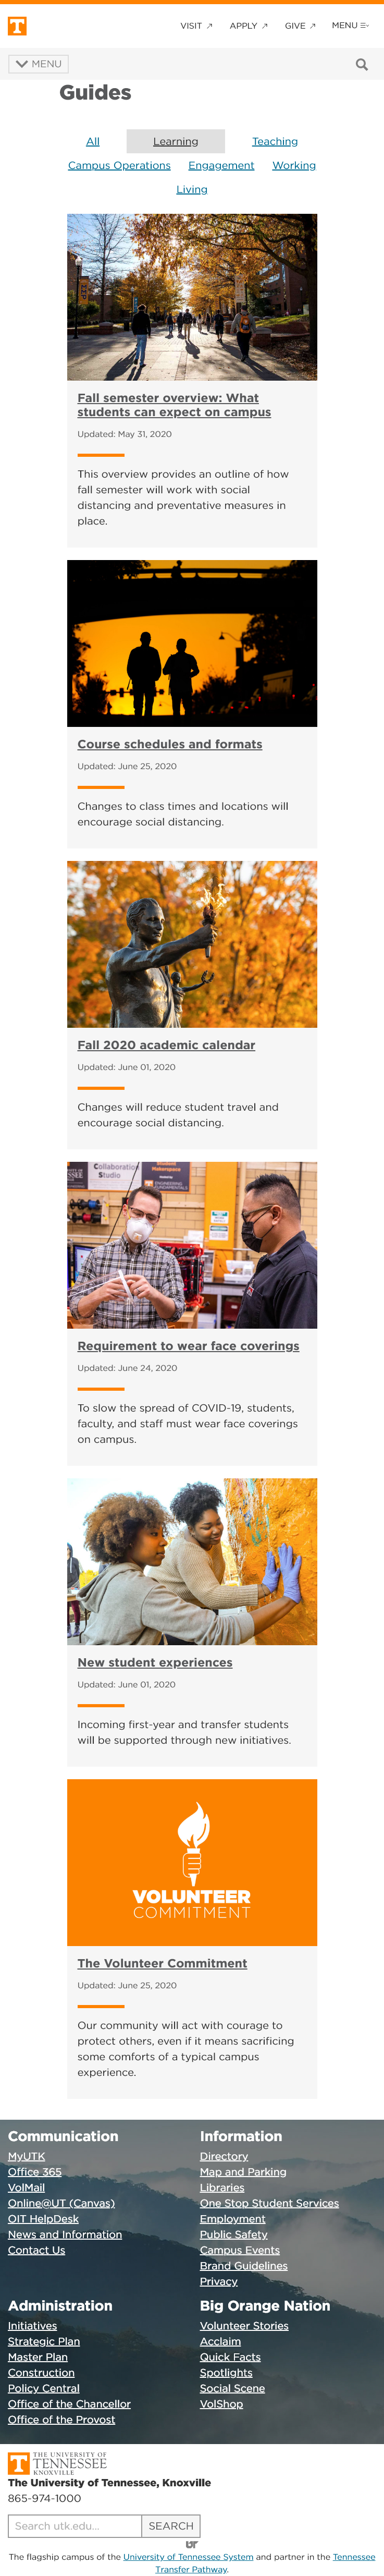 T
VISIT
APPLY
GIVE
MENU
MENU
Guides
All
Learning
Teaching
Campus Operations
Engagement
Working
Living
Fall semester overview: What
students can expect on campus
Updated: May 31, 2020
This overview provides an outline of how
fall semester will work with social
distancing and preventative measures in
place.
Course schedules and formats
Updated: June 25, 2020
Changes to class times and locations will
encourage social distancing.
Fall 2020 academic calendar
Updated: June 01, 2020
Changes will reduce student travel and
encourage social distancing.
Collaboration
Studio
Student
Makerspace
Requirement to wear face coverings
Updated: June 24, 2020
To slow the spread of COVID-19, students,
faculty, and staff must wear face coverings
on campus.
New student experiences
Updated: June 01, 2020
Incoming first-year and transfer students
will be supported through new initiatives.
VOLUNTEER
COMMITMENT
The Volunteer Commitment
Updated: June 25, 2020
Our community will act with courage to
protect others, even if it means sacrificing
some comforts of a typical campus
experience.
Communication
MyUTK
Office 365
VolMail
Online@UT (Canvas)
OIT HelpDesk
News and Information
Contact Us
Information
Directory
Map and Parking
Libraries
One Stop Student Services
Employment
Public Safety
Campus Events
Brand Guidelines
Privacy
Administration
Initiatives
Strategic Plan
Master Plan
Construction
Policy Central
Office of the Chancellor
Office of the Provost
Big Orange Nation
Volunteer Stories
Acclaim
Quick Facts
Spotlights
Social Scene
VolShop
T
THE UNIVERSITY OF
TENNESSEE
KNOXVILLE
The University of Tennessee, Knoxville
865-974-1000
Search utk.edu...
SEARCH
UT
The flagship campus of the University of Tennessee System and partner in the Tennessee
Transfer Pathway.